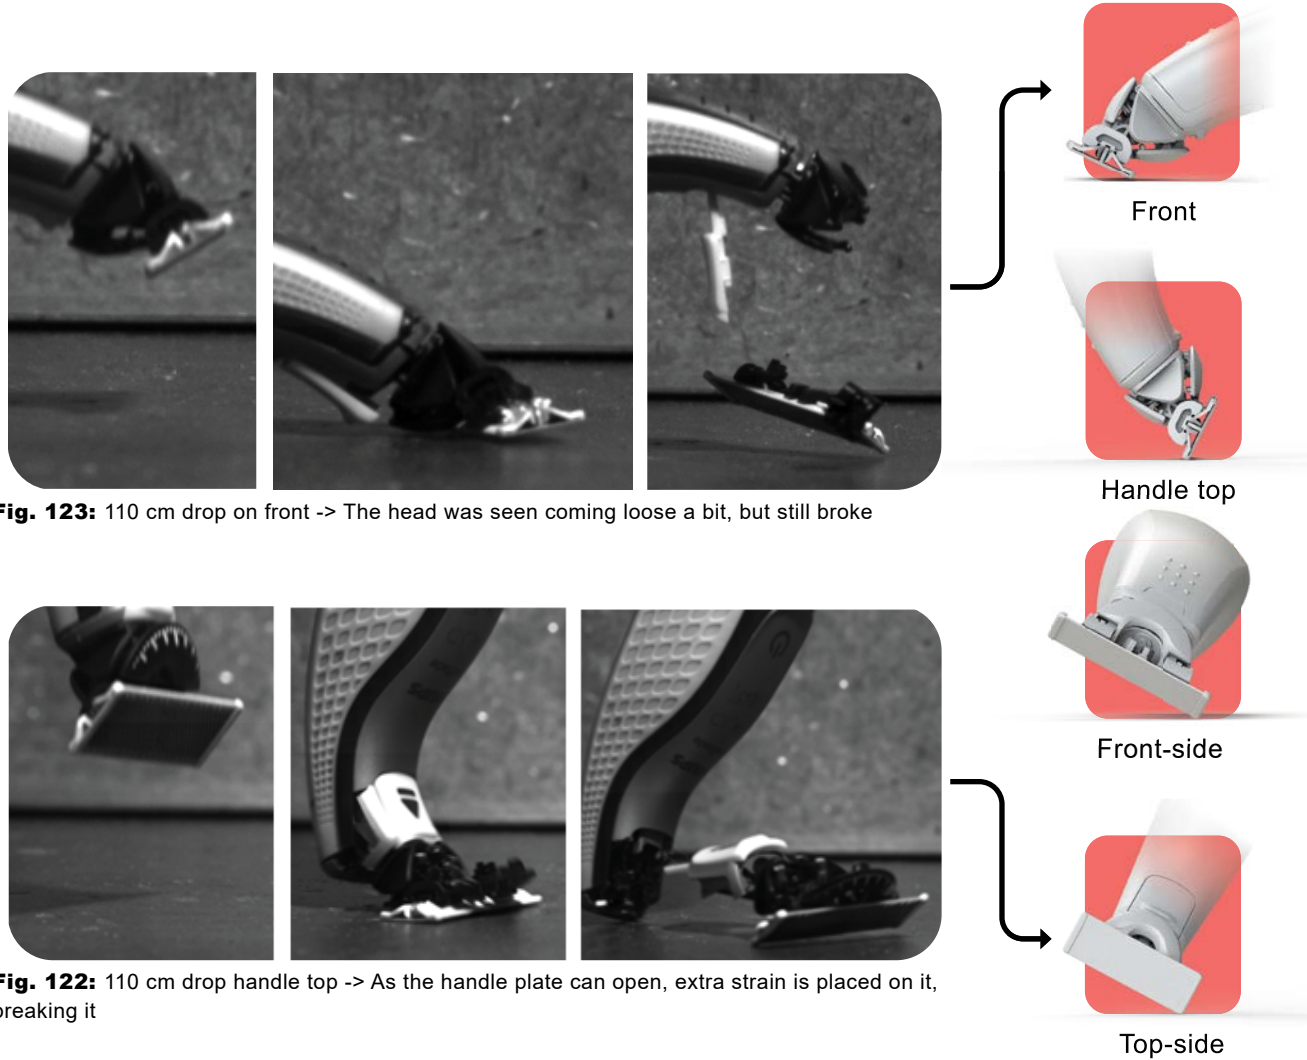 Front
Handle top
Fig. 123: 110 cm drop on front -> The head was seen coming loose a bit, but still broke
Front-side
Fig. 122: 110 cm drop handle top -> As the handle plate can open, extra strain is placed on it,
breaking it
Top-side